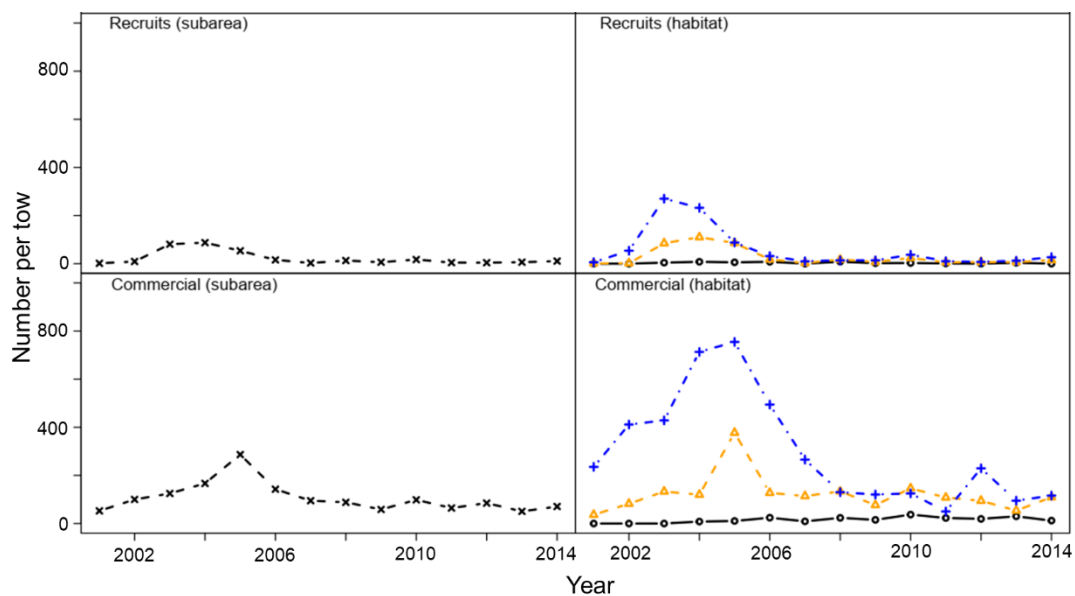 Recruits (subarea)
Recruits (habitat)
800
400
0
Number per tow
Commercial (subarea)
Commercial (habitat)
800
400
0
2002
2006
2010
2014
2002
2006
2010
2014
Year